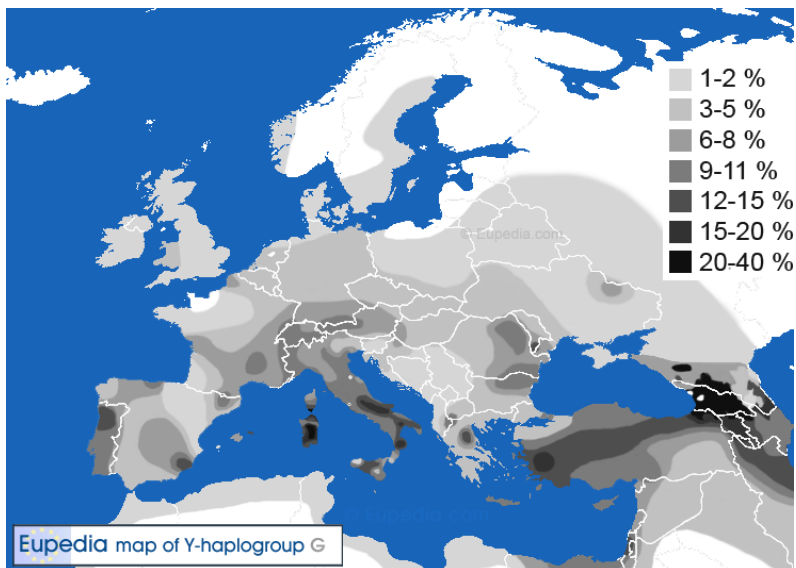 1-2 %
3-5 %
6-8 %
9-11 %
12-15 %
15-20 %
20-40 %
© Eupedia.com
© Eupedia.com
Eupedia map of Y-haplogroup G